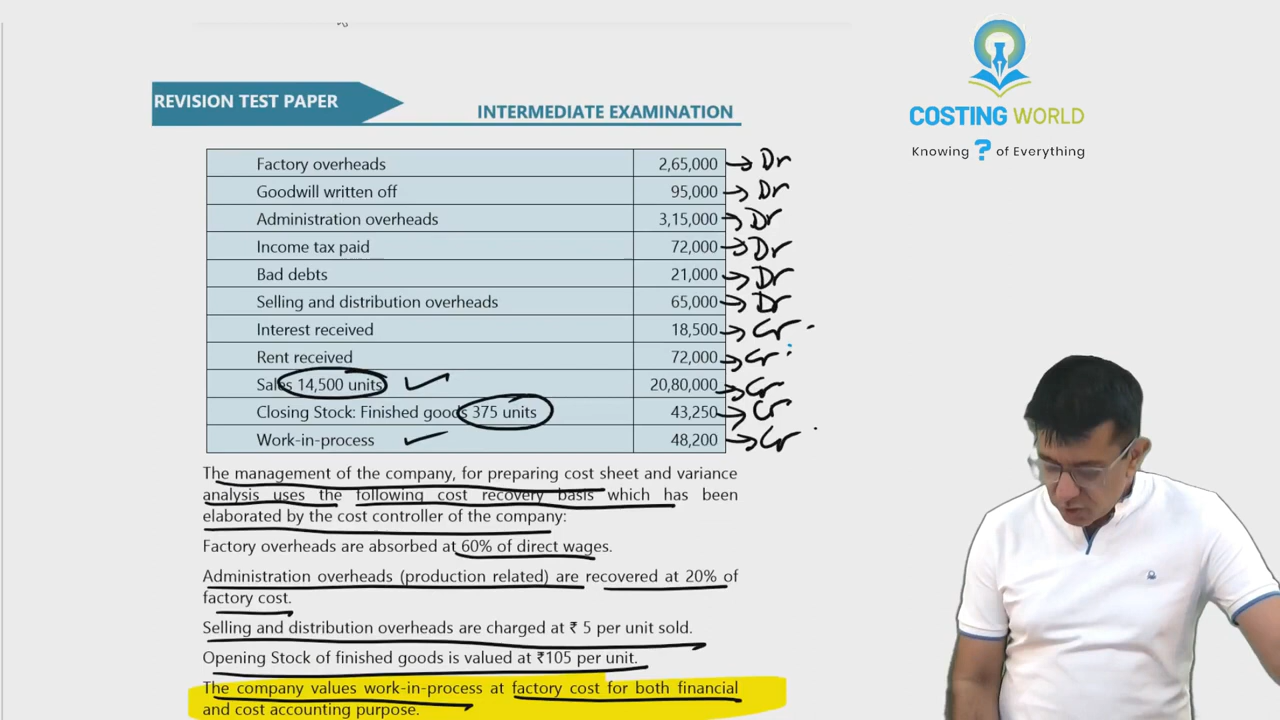 REVISION TEST PAPER
INTERMEDIATE EXAMINATION
COSTING WORLD
Knowing ? of Everything
Factory overheads 2,65,000 → Dr
Goodwill written off 95,000 → Dr
Administration overheads 3,15,000 → Dr
Income tax paid 72,000 → Dr
Bad debts 21,000 → Dr
Selling and distribution overheads 65,000 → Dr
Interest received 18,500 → Cr
Rent received 72,000 → Cr
Sales 14,500 units 20,80,000 → Cr
Closing Stock: Finished goods 375 units 43,250 → Cr
Work-in-process 48,200 → Cr
The management of the company, for preparing cost sheet and variance
analysis uses the following cost recovery basis which has been
elaborated by the cost controller of the company:
Factory overheads are absorbed at 60% of direct wages.
Administration overheads (production related) are recovered at 20% of
factory cost.
Selling and distribution overheads are charged at ₹ 5 per unit sold.
Opening Stock of finished goods is valued at ₹105 per unit.
The company values work-in-process at factory cost for both financial
and cost accounting purpose.